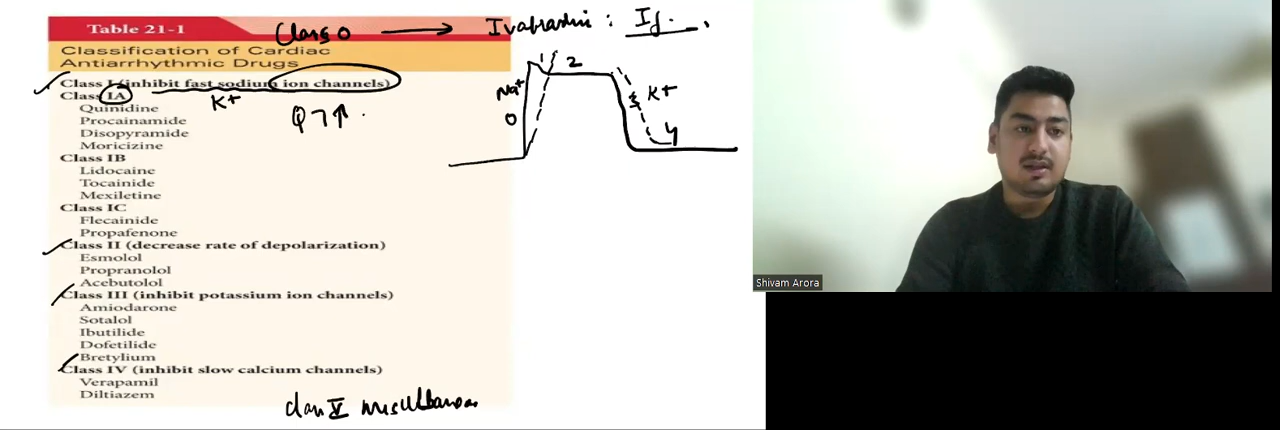 Table 21-1
Class 0 → Ivabradine : If.
Classification of Cardiac
Antiarrhythmic Drugs
Class I (inhibit fast sodium ion channels)
K+
Class IA
QT↑
Quinidine
Procainamide
Disopyramide
Moricizine
Class IB
Lidocaine
Tocainide
Mexiletine
Class IC
Flecainide
Propafenone
Class II (decrease rate of depolarization)
Esmolol
Propranolol
Acebutolol
Class III (inhibit potassium ion channels)
Amiodarone
Sotalol
Ibutilide
Dofetilide
Bretylium
Class IV (inhibit slow calcium channels)
Verapamil
Diltiazem
class V
1
2
Na+
0
K+
4
Shivam Arora